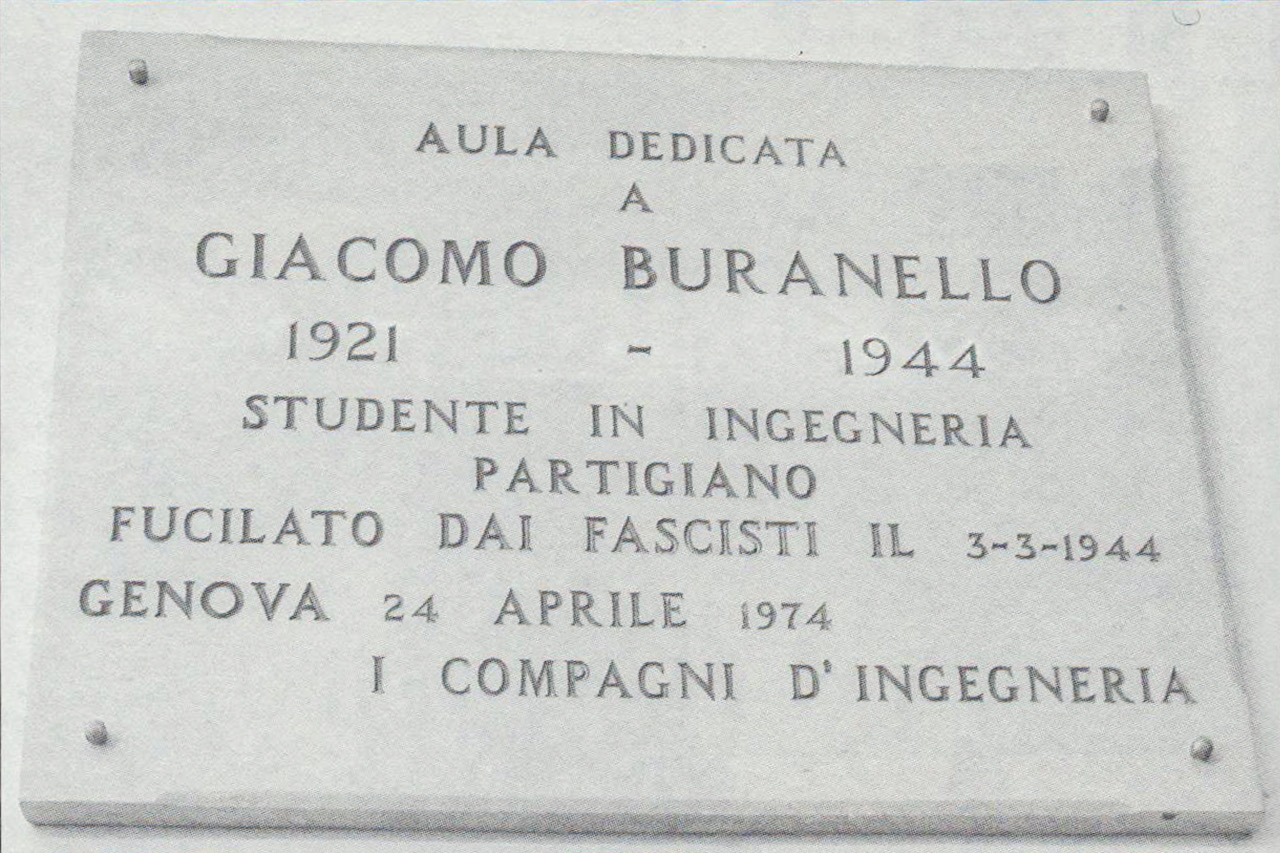 AULA DEDICATA
A
GIACOMO BURANELLO
1921 - 1944
STUDENTE IN INGEGNERIA
PARTIGIANO
FUCILATO DAI FASCISTI IL 3-3-1944
GENOVA 24 APRILE 1974
I COMPAGNI D'INGEGNERIA